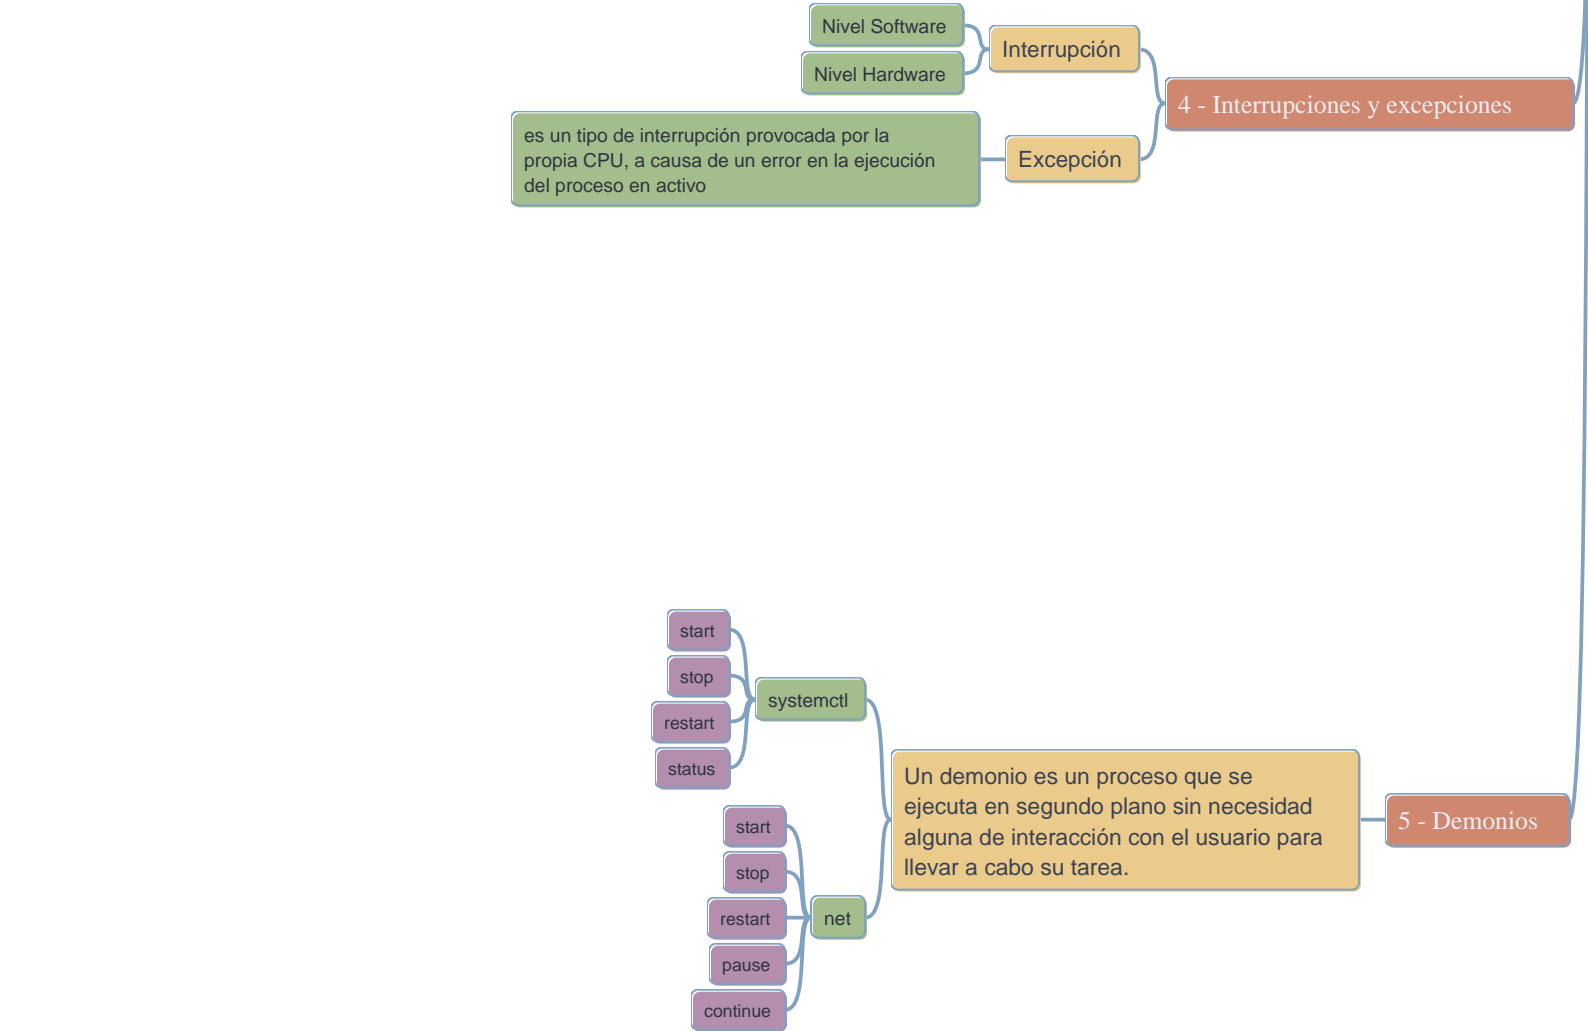 Nivel Software
Nivel Hardware
Interrupción
4 - Interrupciones y excepciones
es un tipo de interrupción provocada por la
propia CPU, a causa de un error en la ejecución
del proceso en activo
Excepción
start
stop
restart
status
systemctl
start
stop
restart
pause
continue
net
Un demonio es un proceso que se
ejecuta en segundo plano sin necesidad
alguna de interacción con el usuario para
llevar a cabo su tarea.
5 - Demonios